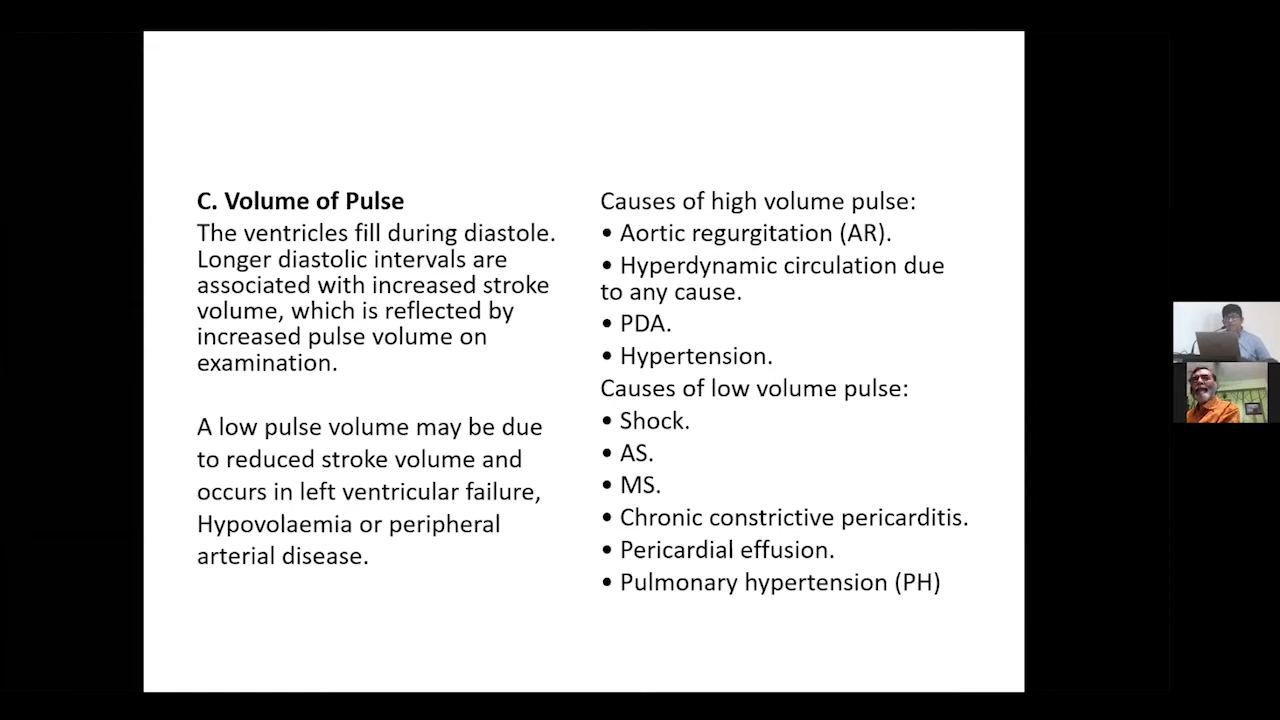 C. Volume of Pulse
The ventricles fill during diastole.
Longer diastolic intervals are
associated with increased stroke
volume, which is reflected by
increased pulse volume on
examination.
A low pulse volume may be due
to reduced stroke volume and
occurs in left ventricular failure,
Hypovolaemia or peripheral
arterial disease.
Causes of high volume pulse:
• Aortic regurgitation (AR).
• Hyperdynamic circulation due
to any cause.
• PDA.
• Hypertension.
Causes of low volume pulse:
• Shock.
• AS.
• MS.
• Chronic constrictive pericarditis.
• Pericardial effusion.
• Pulmonary hypertension (PH)